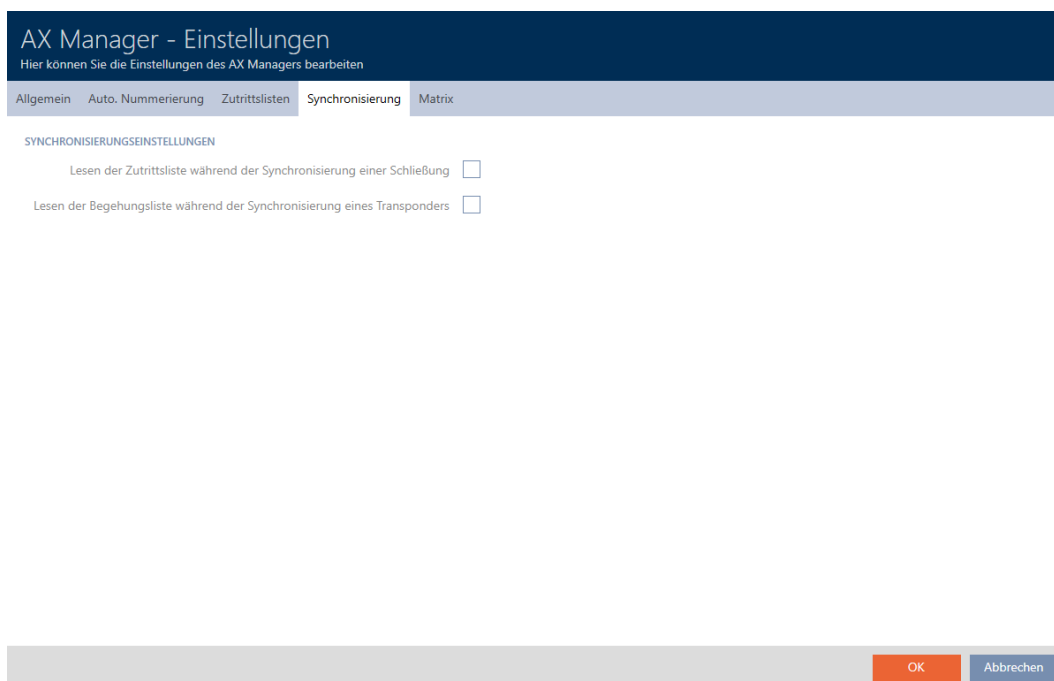 AX Manager - Einstellungen
Hier können Sie die Einstellungen des AX Managers bearbeiten
Allgemein Auto. Nummerierung Zutrittslisten Synchronisierung Matrix
SYNCHRONISIERUNGSEINSTELLUNGEN
Lesen der Zutrittsliste während der Synchronisierung einer Schließung
Lesen der Begehungsliste während der Synchronisierung eines Transponders
OK Abbrechen